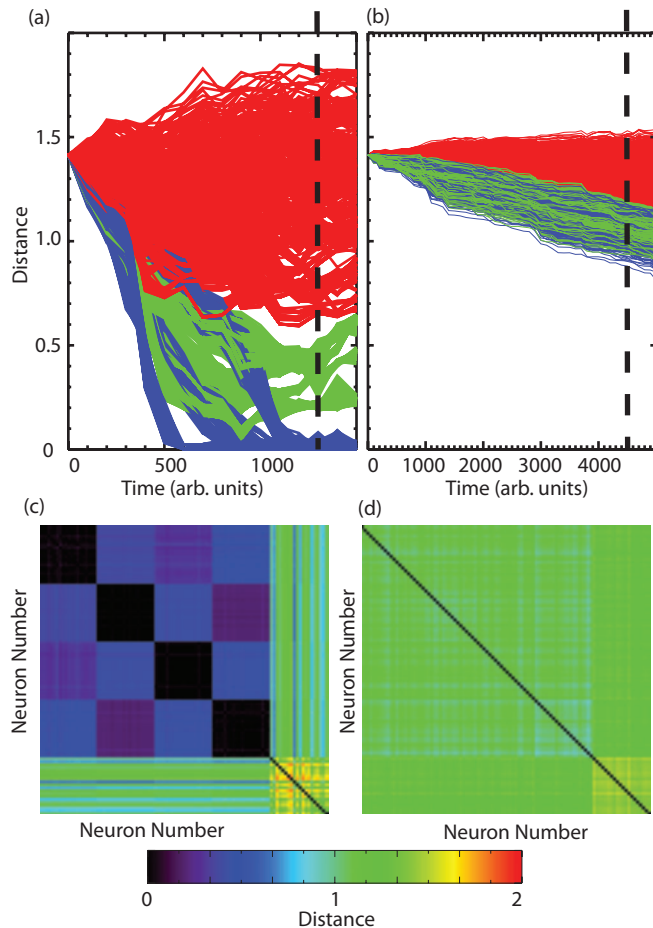 (a)
(b)
1.5
1.0
0.5
0
Distance
500
1000
0
1000
2000
3000
4000
Time (arb. units)
Time (arb. units)
(c)
(d)
Neuron Number
Neuron Number
Neuron Number
Neuron Number
0
1
2
Distance